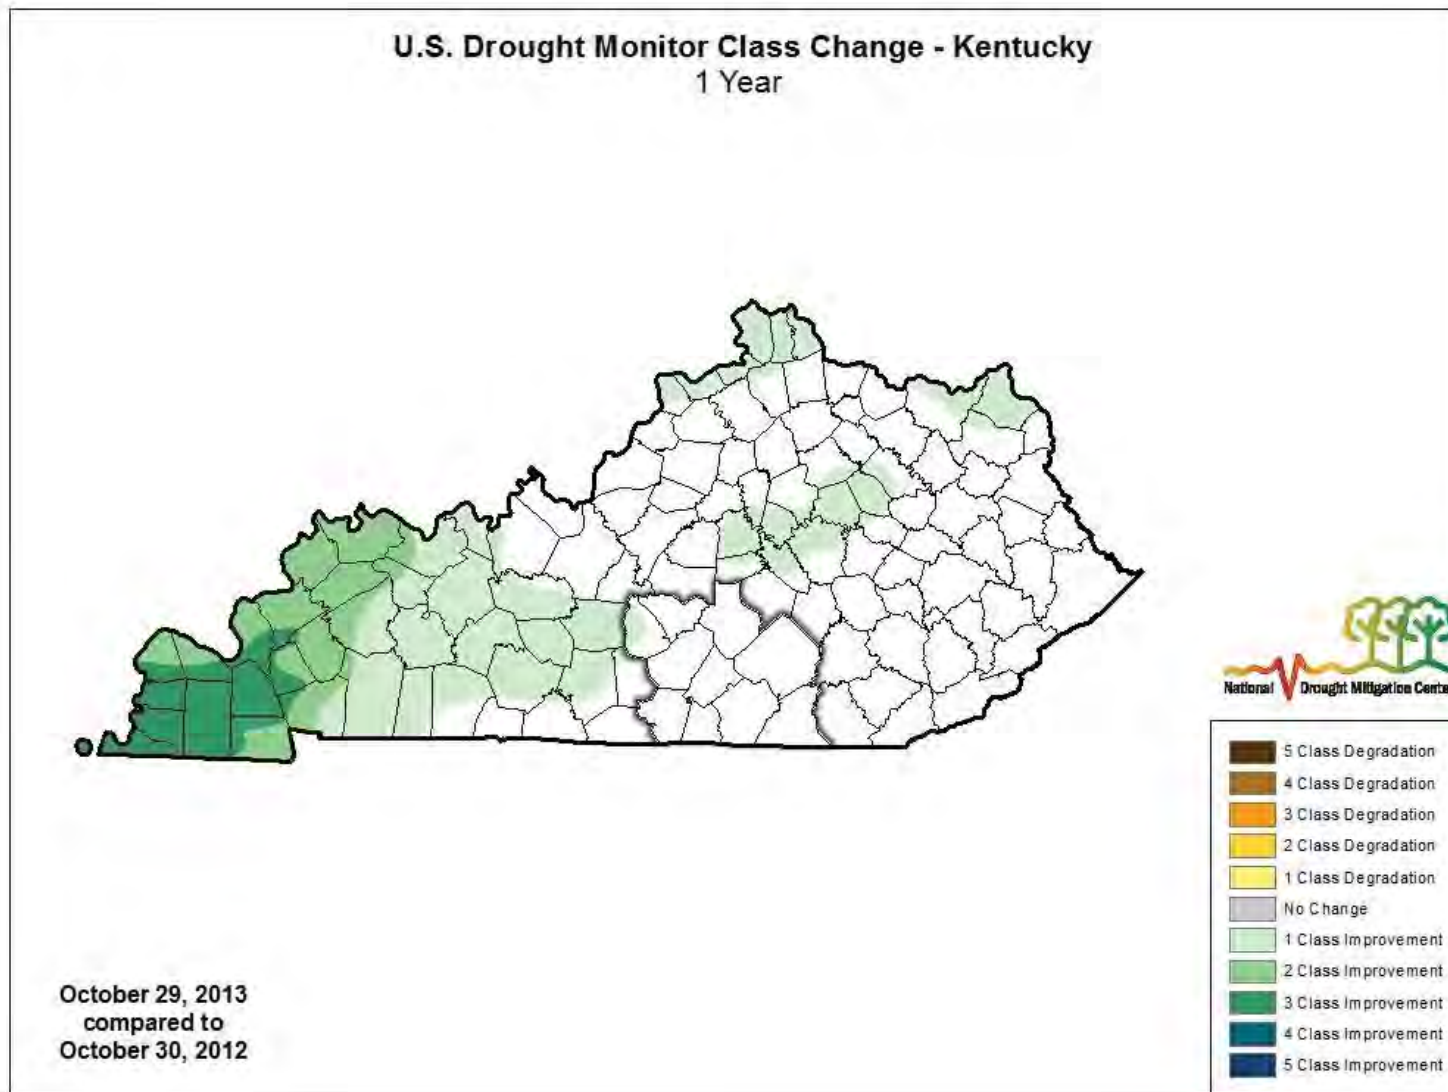 U.S. Drought Monitor Class Change - Kentucky
1 Year
National Drought Mitigation Cente
5 Class Degradation
4 Class Degradation
3 Class Degradation
2 Class Degradation
1 Class Degradation
No Change
1 Class Improvement
2 Class Improvement
3 Class Improvement
4 Class Improvement
5 Class Improvement
October 29, 2013
compared to
October 30, 2012